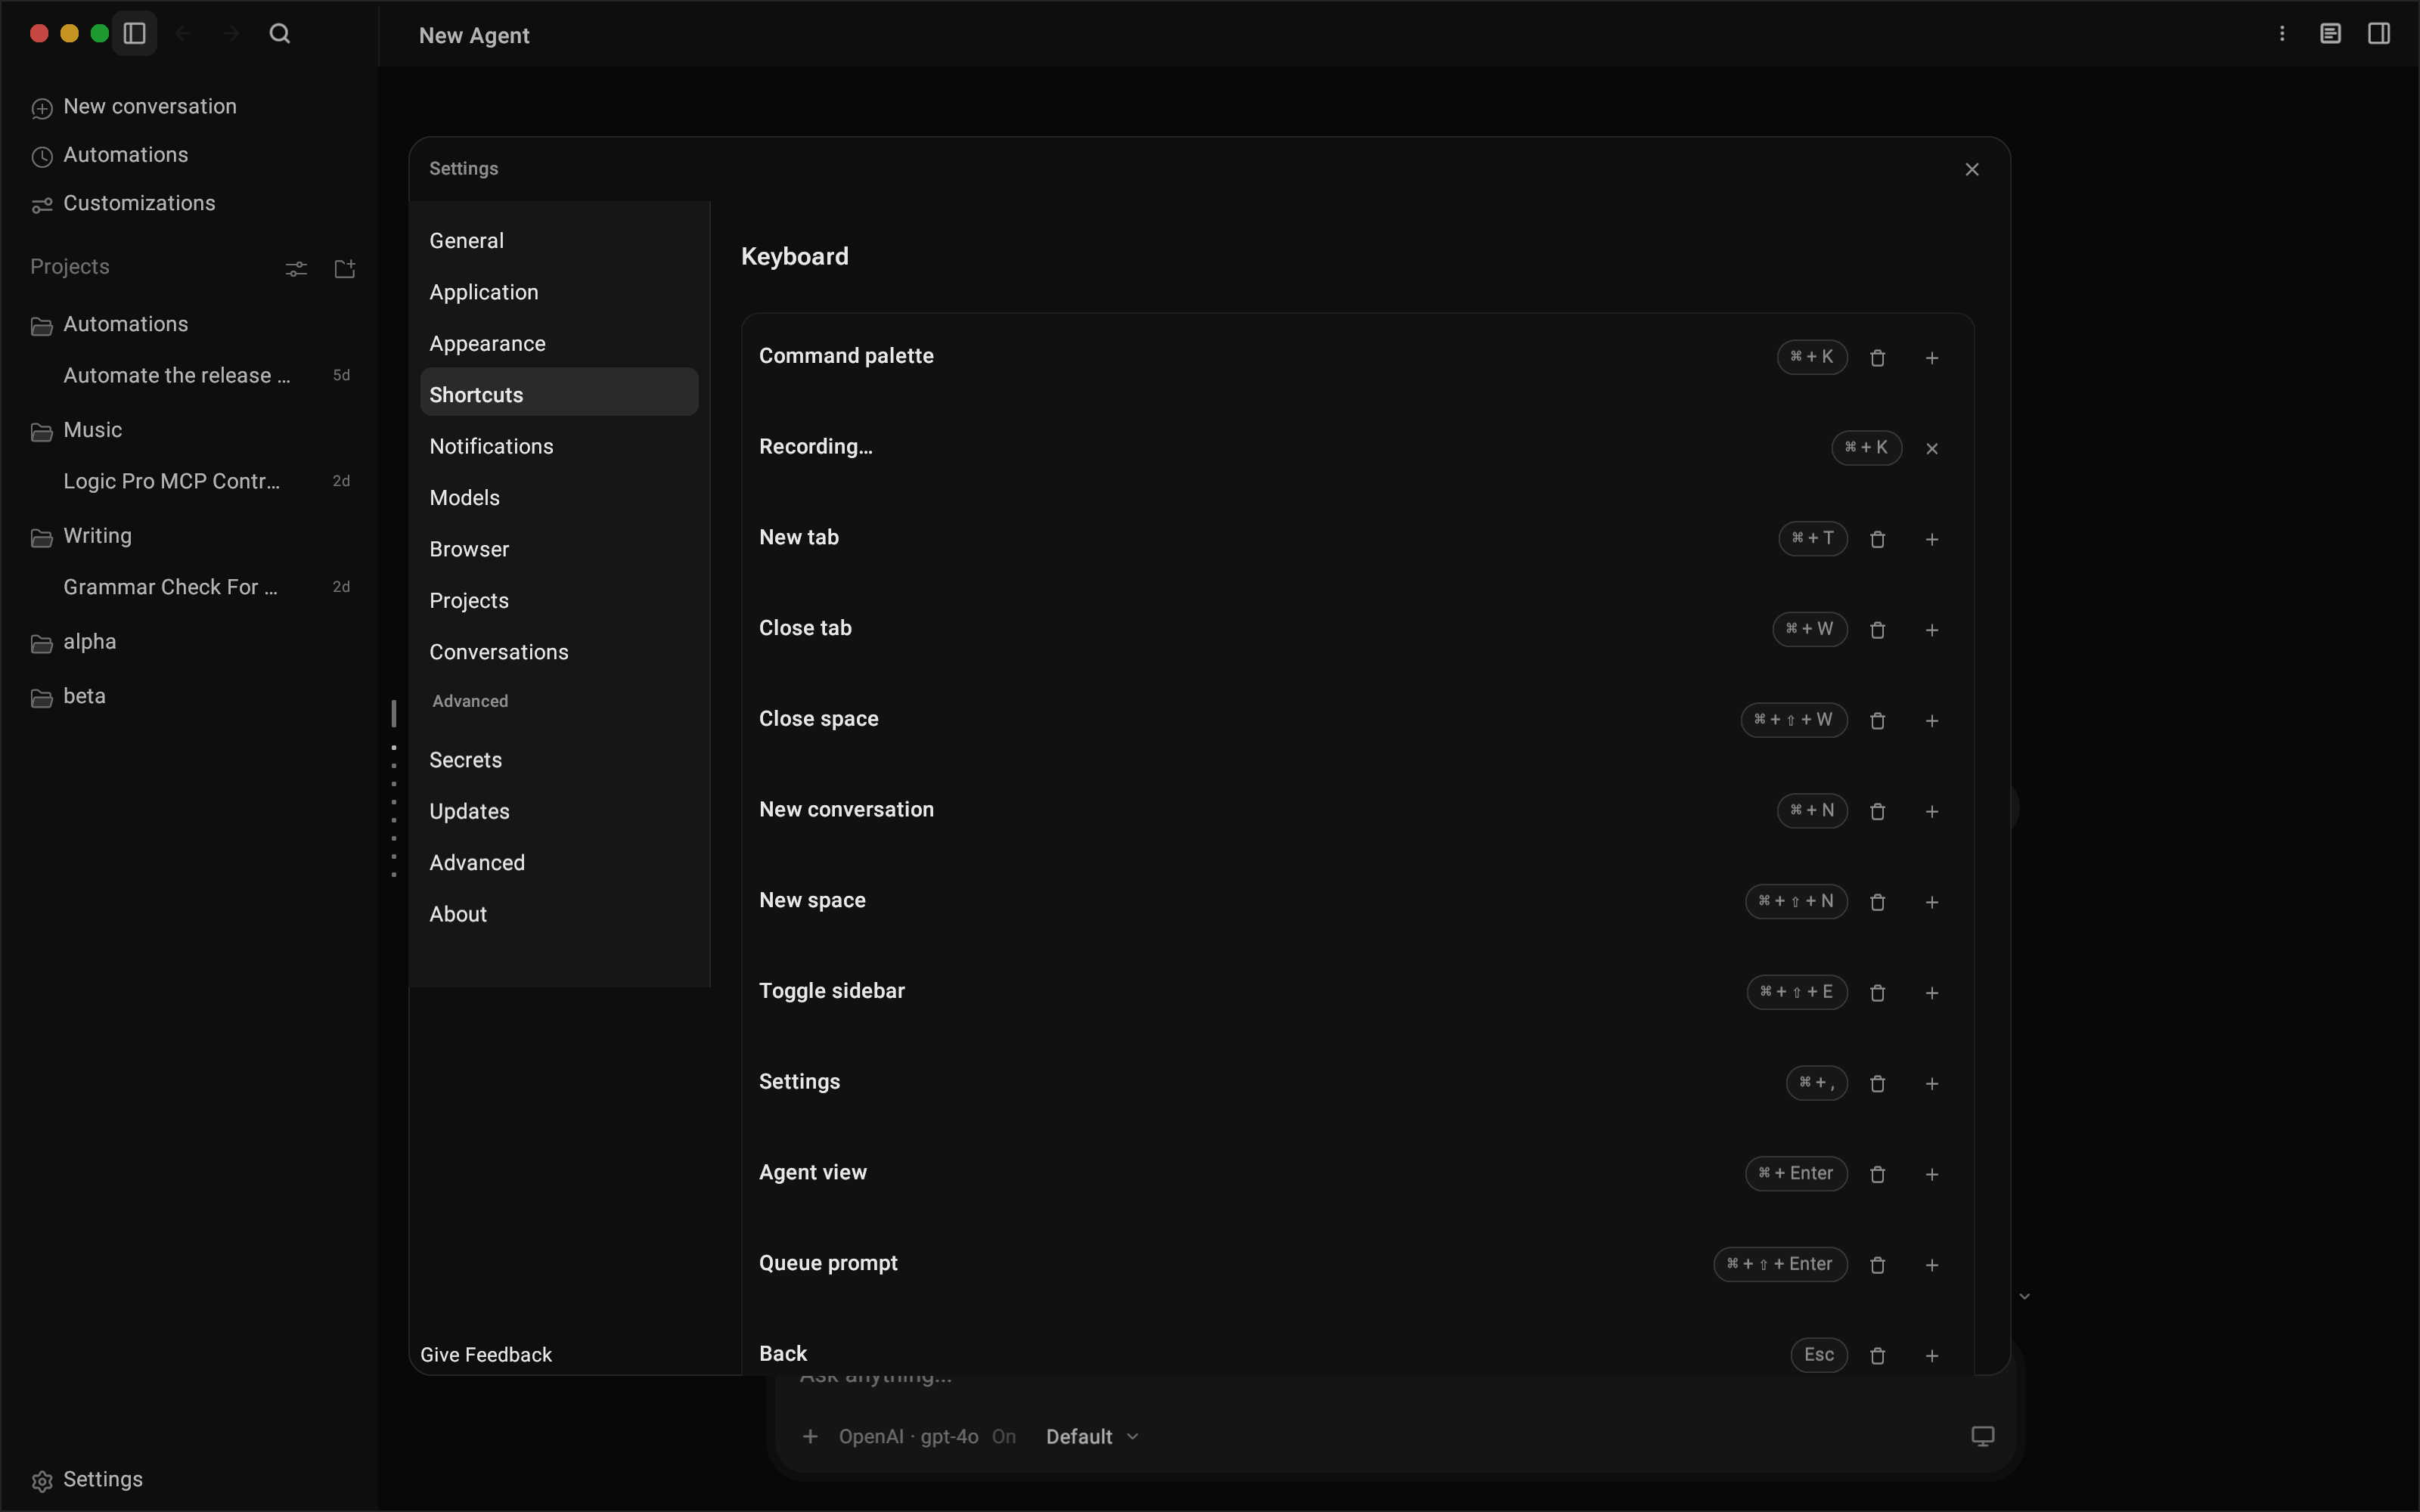 New Agent
New conversation
Automations
Customizations
Projects
Automations
Automate the release ... 5d
Music
Logic Pro MCP Contr... 2d
Writing
Grammar Check For ... 2d
alpha
beta
Settings
Settings
General
Application
Appearance
Shortcuts
Notifications
Models
Browser
Projects
Conversations
Advanced
Secrets
Updates
Advanced
About
Give Feedback
Keyboard
Command palette ⌘ + K
Recording... ⌘ + K
New tab ⌘ + T
Close tab ⌘ + W
Close space ⌘ + ⇧ + W
New conversation ⌘ + N
New space ⌘ + ⇧ + N
Toggle sidebar ⌘ + ⇧ + E
Settings ⌘ + ,
Agent view ⌘ + Enter
Queue prompt ⌘ + ⇧ + Enter
Back Esc
Ask anything...
OpenAI · gpt-4o On Default